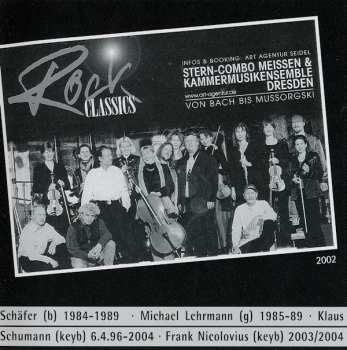 Rock
CLASSICS
INFOS & BOOKING: ART AGENTUR SEIDEL
STERN-COMBO MEISSEN &
KAMMERMUSIKENSEMBLE
www.art-agentur.de DRESDEN
VON BACH BIS MUSSORGSKI
2002
Schäfer (b) 1984-1989 · Michael Lehrmann (g) 1985-89 · Klaus
Schumann (keyb) 6.4.96-2004 · Frank Nicolovius (keyb) 2003/2004